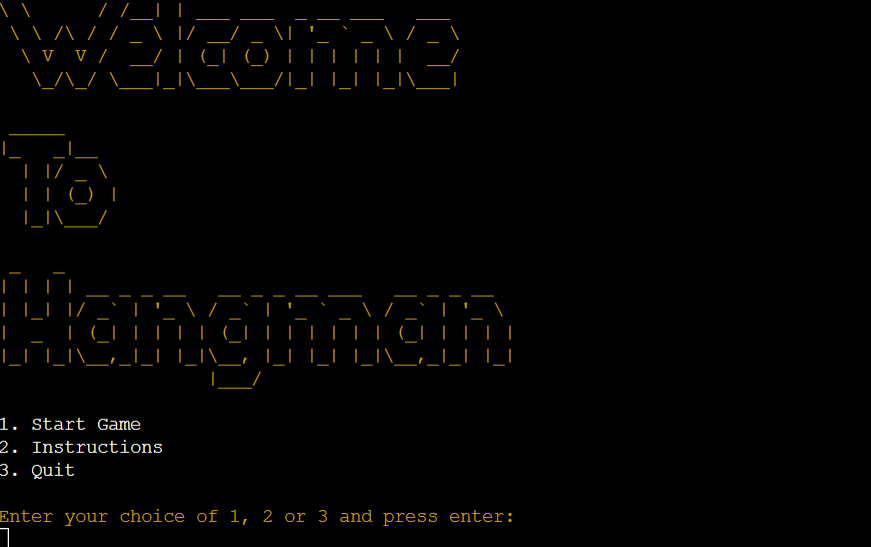 Welcome
To
Hangman
1. Start Game
2. Instructions
3. Quit
Enter your choice of 1, 2 or 3 and press enter: